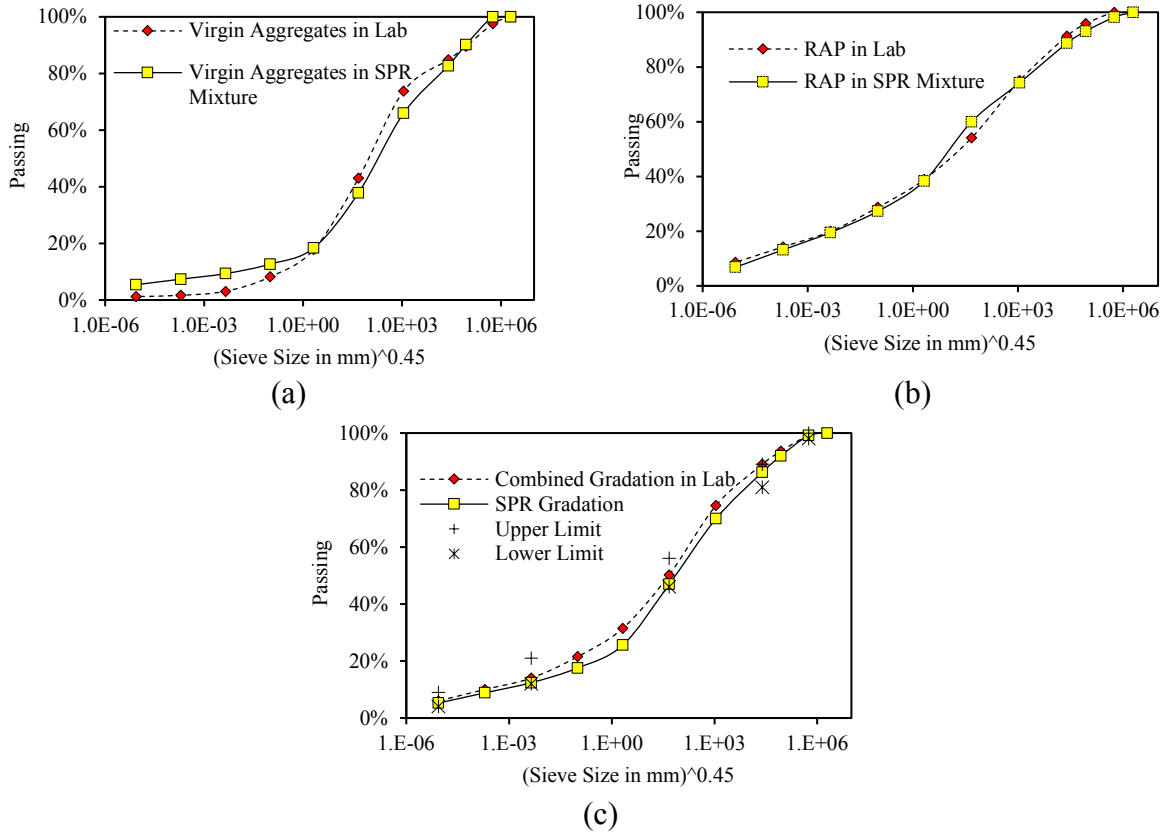 100%
80%
60%
40%
20%
0%
Passing
Virgin Aggregates in Lab
Virgin Aggregates in SPR
Mixture
1.0E-06 1.0E-03 1.0E+00 1.0E+03 1.0E+06
(Sieve Size in mm)^0.45
(a)
100%
80%
60%
40%
20%
0%
Passing
RAP in Lab
RAP in SPR Mixture
1.0E-06 1.0E-03 1.0E+00 1.0E+03 1.0E+06
(Sieve Size in mm)^0.45
(b)
100%
80%
60%
40%
20%
0%
Passing
Combined Gradation in Lab
SPR Gradation
Upper Limit
Lower Limit
1.E-06 1.E-03 1.E+00 1.E+03 1.E+06
(Sieve Size in mm)^0.45
(c)